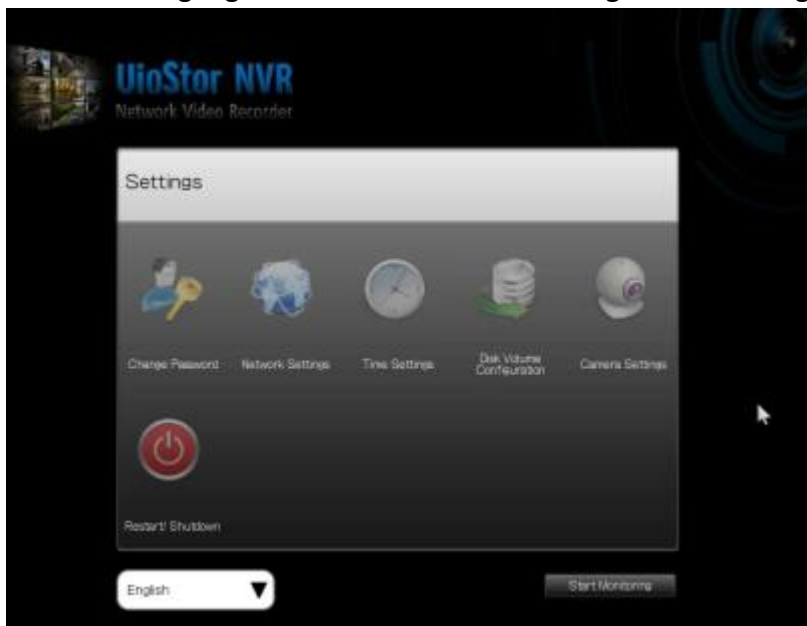 VioStor NVR
Network Video Recorder
Settings
Change Password
Network Settings
Time Settings
Disk Volume
Configuration
Camera Settings
Restart/ Shutdown
English
Start Monitoring